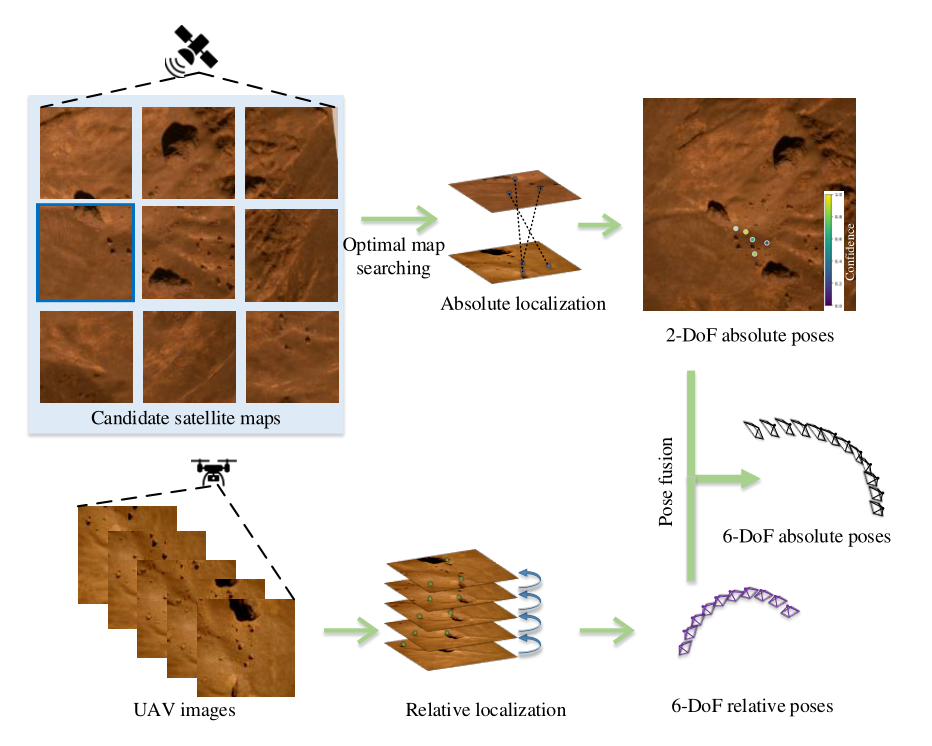 Optimal map
searching
Absolute localization
Confidence
2-DoF absolute poses
Candidate satellite maps
Pose fusion
6-DoF absolute poses
UAV images
Relative localization
6-DoF relative poses